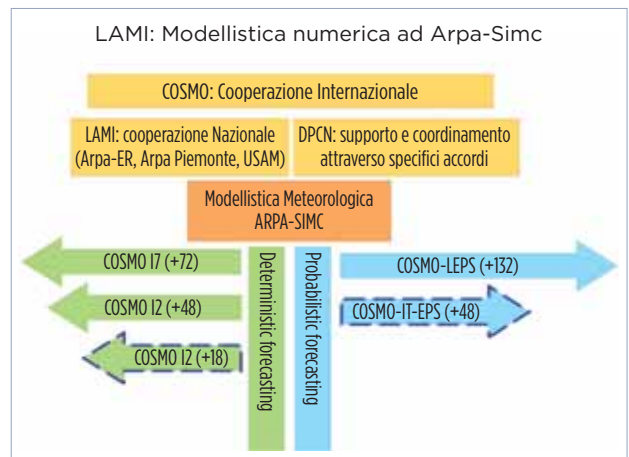 LAMI: Modellistica numerica ad Arpa-Simc
COSMO: Cooperazione Internazionale
LAMI: cooperazione Nazionale
(Arpa-ER, Arpa Piemonte, USAM)
DPCN: supporto e coordinamento
attraverso specifici accordi
Modellistica Meteorologica
ARPA-SIMC
COSMO I7 (+72)
COSMO I2 (+48)
COSMO I2 (+18)
Deterministic forecasting
Probabilistic forecasting
COSMO-LEPS (+132)
COSMO-IT-EPS (+48)